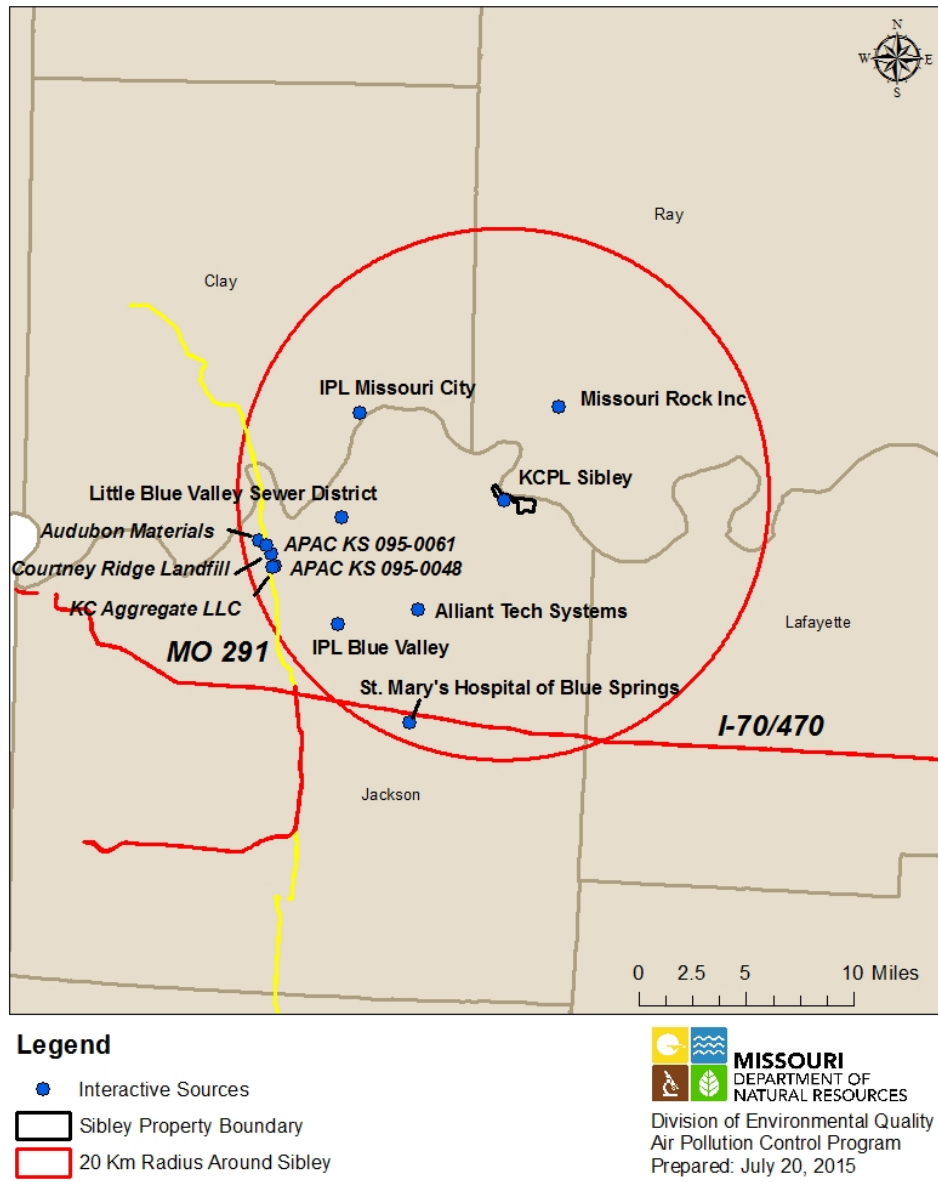 N
W E
S
Ray
Clay
IPL Missouri City
Missouri Rock Inc
KCPL Sibley
Little Blue Valley Sewer District
Audubon Materials
APAC KS 095-0061
Courtney Ridge Landfill
APAC KS 095-0048
KC Aggregate LLC
Alliant Tech Systems
Lafayette
MO 291
IPL Blue Valley
St. Mary's Hospital of Blue Springs
I-70/470
Jackson
0 2.5 5 10 Miles
Legend
Interactive Sources
Sibley Property Boundary
20 Km Radius Around Sibley
MISSOURI
DEPARTMENT OF
NATURAL RESOURCES
Division of Environmental Quality
Air Pollution Control Program
Prepared: July 20, 2015